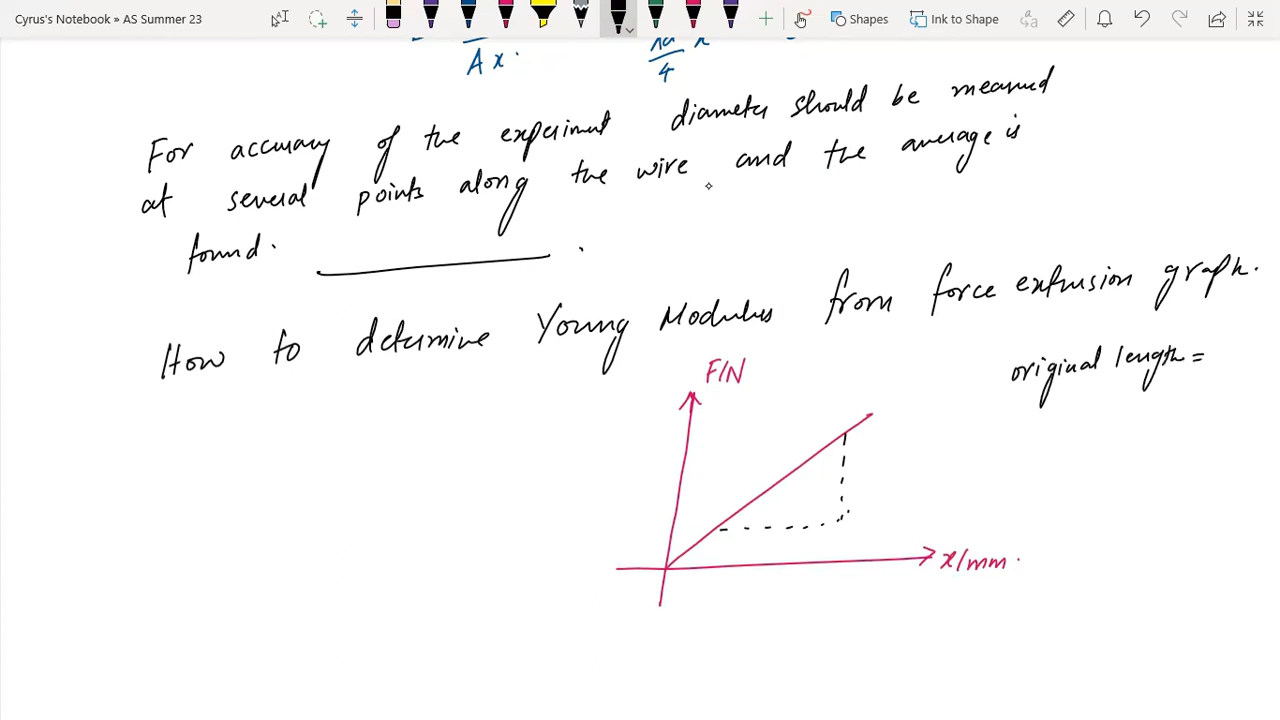 Cyrus's Notebook » AS Summer 23
Shapes
Ink to Shape
A x .
4
For accuracy of the experiment diameter should be measured
at several points along the wire and the average is
found.
How to determine Young Modulus from force extension graph.
original length =
F/N
x/mm